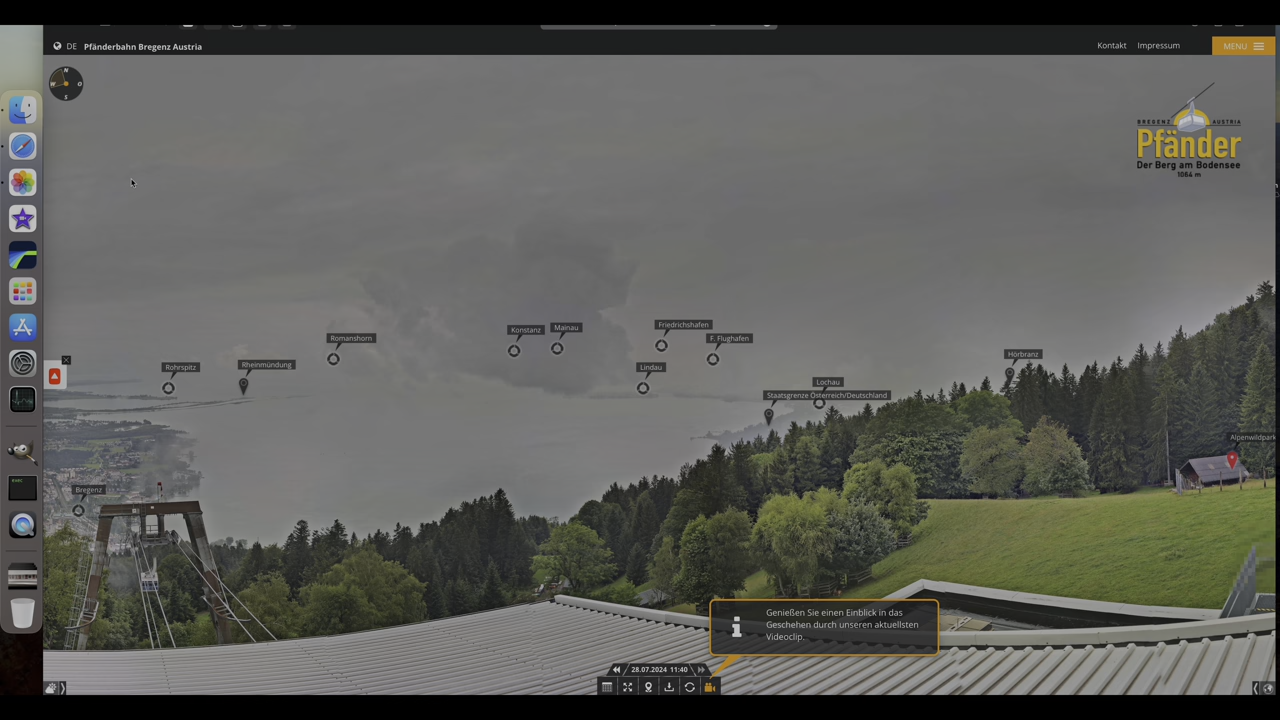 DE Pfänderbahn Bregenz Austria
Kontakt Impressum MENU
N
W O
S
BREGENZ AUSTRIA
Pfänder
Der Berg am Bodensee
1064 m
Friedrichshafen
Konstanz Mainau
Romanshorn F. Flughafen
Hörbranz
Rohrspitz Rheinmündung Lindau
Lochau
Staatsgrenze Österreich/Deutschland
Alpenwildpark
Bregenz
Genießen Sie einen Einblick in das
Geschehen durch unseren aktuellsten
Videoclip.
28.07.2024 11:40